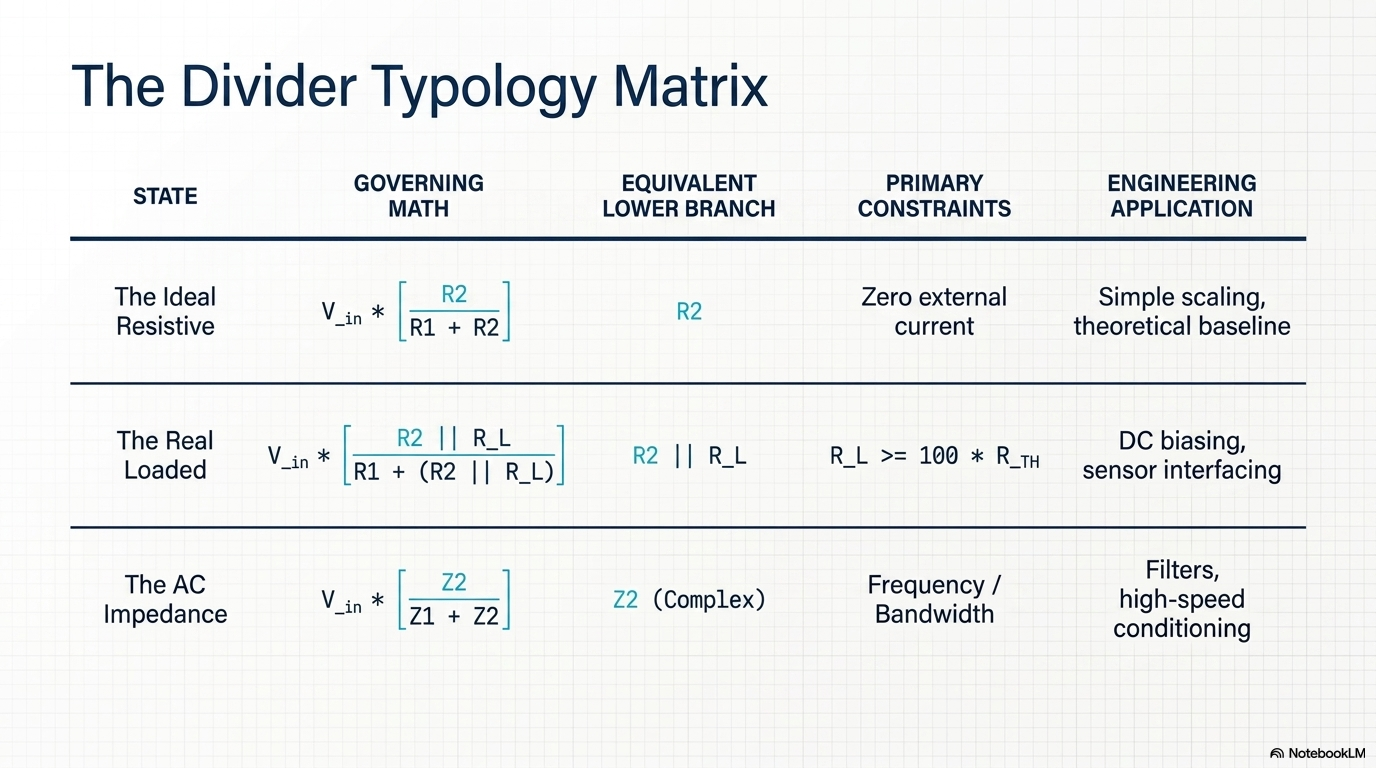 The Divider Typology Matrix
STATE
GOVERNING
MATH
EQUIVALENT
LOWER BRANCH
PRIMARY
CONSTRAINTS
ENGINEERING
APPLICATION
The Ideal
Resistive
V_in * [R2 / R1 + R2]
R2
Zero external
current
Simple scaling,
theoretical baseline
The Real
Loaded
V_in * [R2 || R_L / R1 + (R2 || R_L)]
R2 || R_L
R_L >= 100 * R_TH
DC biasing,
sensor interfacing
The AC
Impedance
V_in * [Z2 / Z1 + Z2]
Z2 (Complex)
Frequency /
Bandwidth
Filters,
high-speed
conditioning
NotebookLM